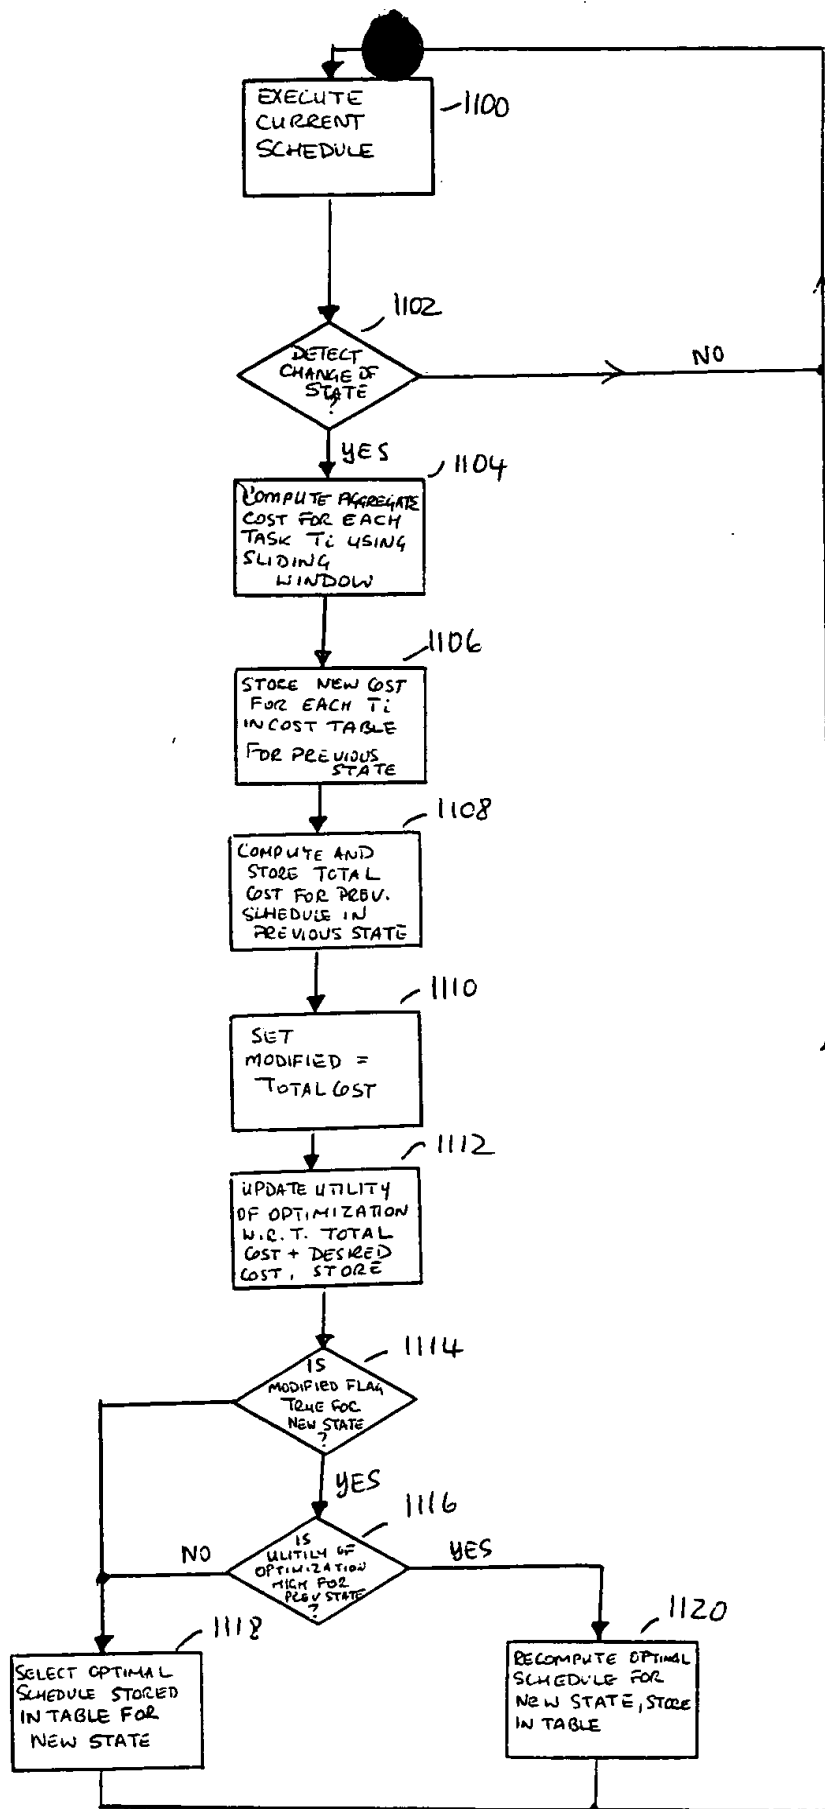 EXECUTE
CURRENT
SCHEDULE
1100
1102
DETECT
CHANGE OF
STATE
?
NO
YES
1104
COMPUTE AGGREGATE
COST FOR EACH
TASK Ti USING
SLIDING
WINDOW
1106
STORE NEW COST
FOR EACH Ti
IN COST TABLE
FOR PREVIOUS
STATE
1108
COMPUTE AND
STORE TOTAL
COST FOR PREV.
SCHEDULE IN
PREVIOUS STATE
1110
SET
MODIFIED =
TOTAL COST
1112
UPDATE UTILITY
OF OPTIMIZATION
W.R.T. TOTAL
COST + DESIRED
COST, STORE
1114
IS
MODIFIED FLAG
TRUE FOR
NEW STATE
?
YES
1116
IS
ULITILY OF
OPTIMIZATION
HIGH FOR
PREV STATE
?
NO
YES
1118
SELECT OPTIMAL
SCHEDULE STORED
IN TABLE FOR
NEW STATE
1120
RECOMPUTE OPTIMAL
SCHEDULE FOR
NEW STATE, STORE
IN TABLE